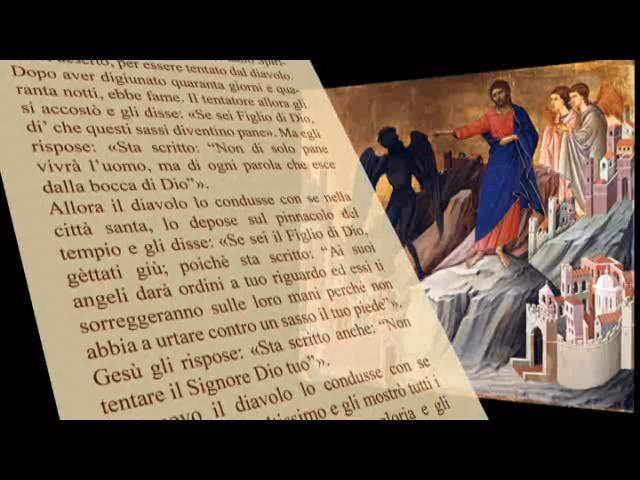 deserto, per essere tentato dal diavolo.
Dopo aver digiunato quaranta giorni e qua-
ranta notti, ebbe fame. Il tentatore allora gli
si accostò e gli disse: «Se sei Figlio di Dio,
di' che questi sassi diventino pane». Ma egli
rispose: «Sta scritto: "Non di solo pane
vivrà l'uomo, ma di ogni parola che esce
dalla bocca di Dio"».
Allora il diavolo lo condusse con se nella
città santa, lo depose sul pinnacolo del
tempio e gli disse: «Se sei il Figlio di Dio,
gèttati giù; poichè sta scritto: "Ai suoi
angeli darà ordini a tuo riguardo ed essi ti
sorreggeranno sulle loro mani perché non
abbia a urtare contro un sasso il tuo piede"».
Gesù gli rispose: «Sta scritto anche: "Non
tentare il Signore Dio tuo"».
il diavolo lo condusse con se
e gli mostrò tutti i
e gli